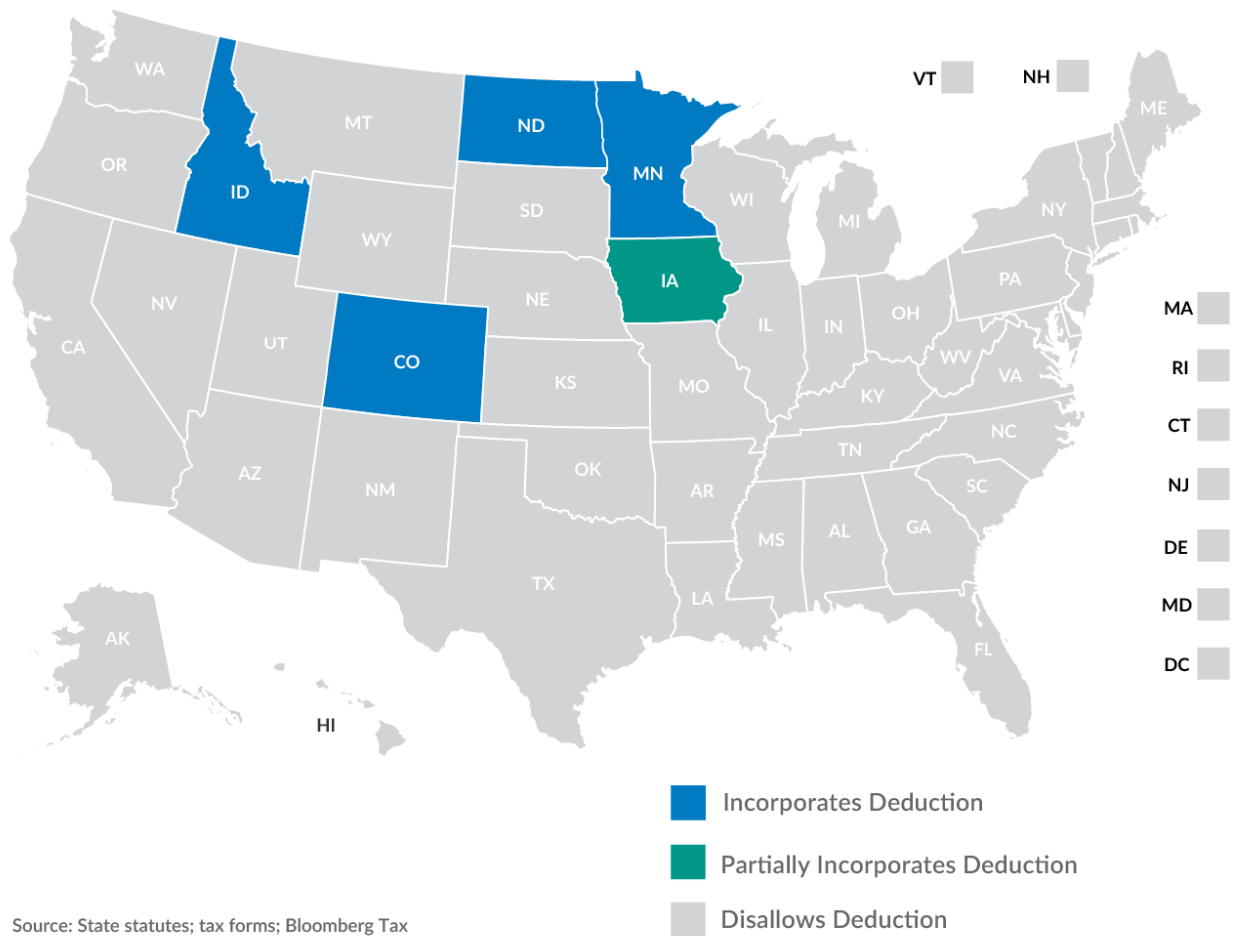 WA
VT
NH
ME
MT
ND
MN
OR
ID
SD
WI
MI
NY
WY
IA
PA
NV
NE
MA
CA
UT
CO
IL
IN
OH
WV
VA
RI
KS
MO
KY
CT
NC
TN
AZ
NM
OK
AR
SC
NJ
MS
AL
GA
DE
TX
LA
MD
AK
FL
DC
HI
Incorporates Deduction
Partially Incorporates Deduction
Disallows Deduction
Source: State statutes; tax forms; Bloomberg Tax